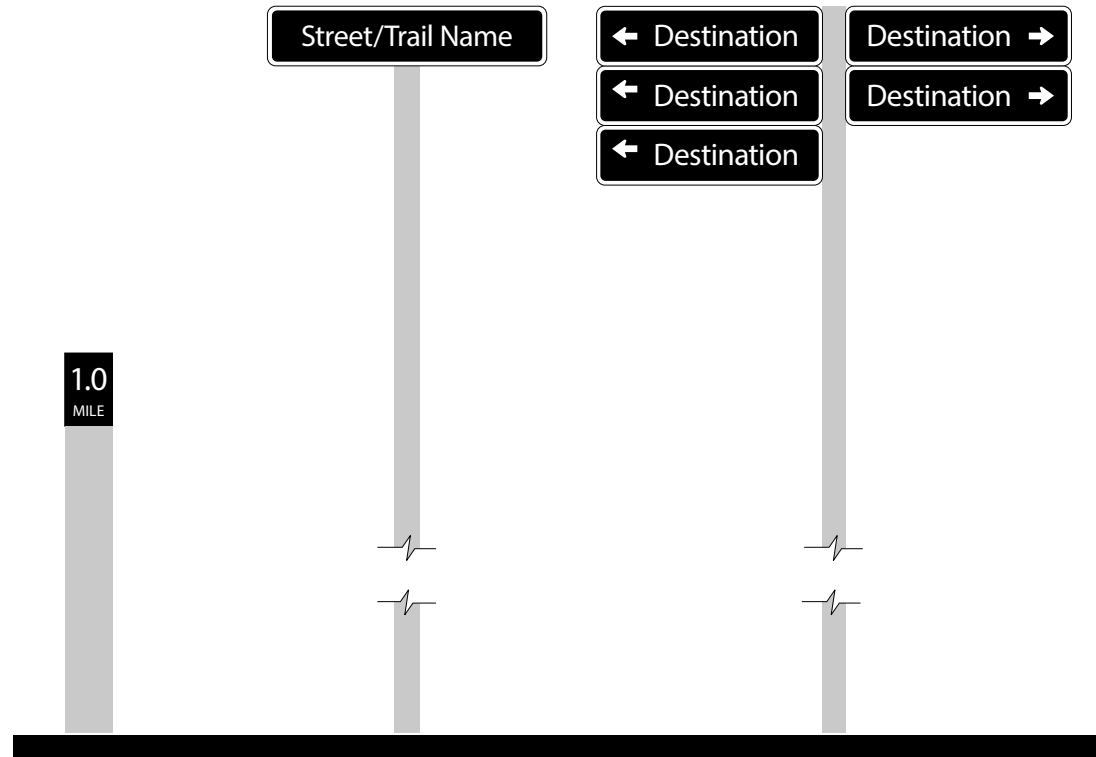 Street/Trail Name
← Destination
← Destination
← Destination
Destination →
Destination →
1.0
MILE